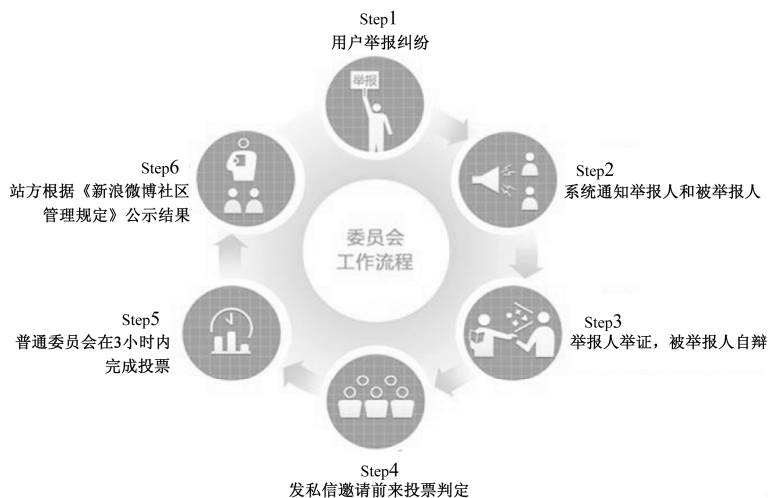 Step1
用户举报纠纷
举报
Step2
系统通知举报人和被举报人
Step3
举报人举证，被举报人自辩
Step4
发私信邀请前来投票判定
Step5
普通委员会在3小时内
完成投票
Step6
站方根据《新浪微博社区
管理规定》公示结果
委员会
工作流程